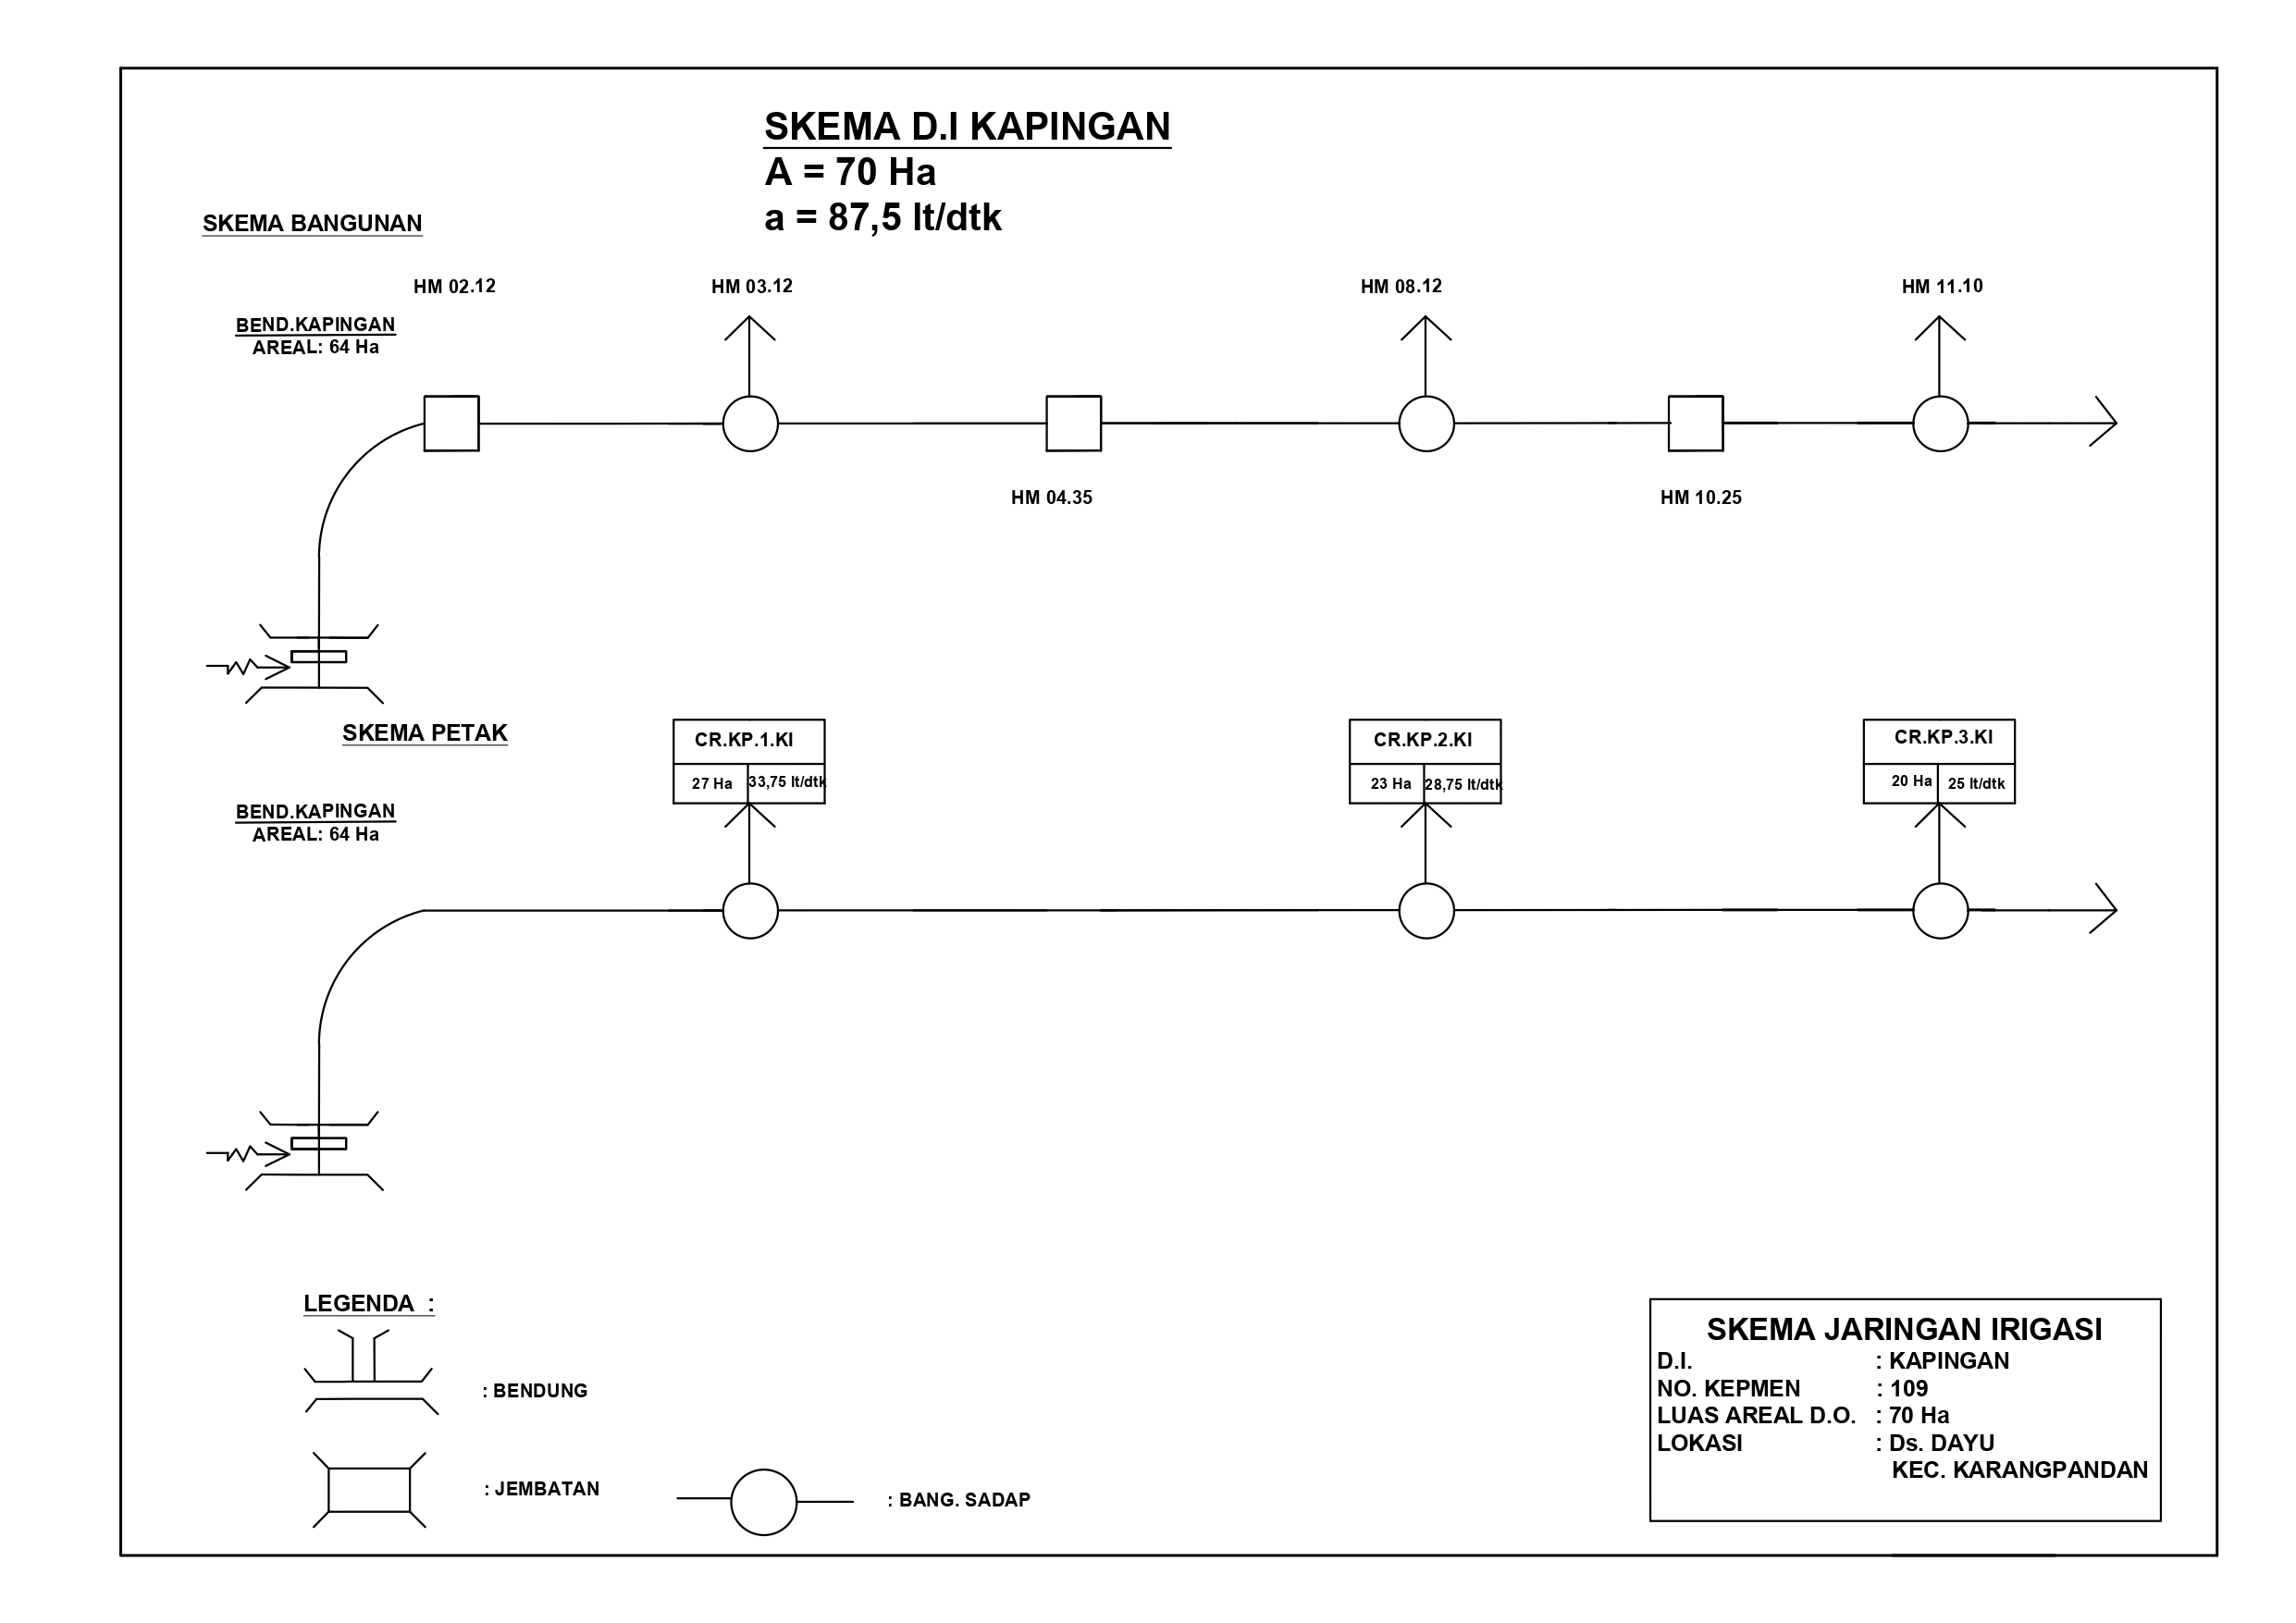 SKEMA D.I KAPINGAN
A = 70 Ha
a = 87,5 lt/dtk
SKEMA BANGUNAN
HM 02.12
HM 03.12
HM 08.12
HM 11.10
BEND.KAPINGAN
AREAL: 64 Ha
HM 04.35
HM 10.25
SKEMA PETAK
CR.KP.1.KI
27 Ha
33,75 lt/dtk
CR.KP.2.KI
23 Ha
28,75 lt/dtk
CR.KP.3.KI
20 Ha
25 lt/dtk
BEND.KAPINGAN
AREAL: 64 Ha
LEGENDA :
: BENDUNG
: JEMBATAN
: BANG. SADAP
SKEMA JARINGAN IRIGASI
D.I. : KAPINGAN
NO. KEPMEN : 109
LUAS AREAL D.O. : 70 Ha
LOKASI : Ds. DAYU
KEC. KARANGPANDAN